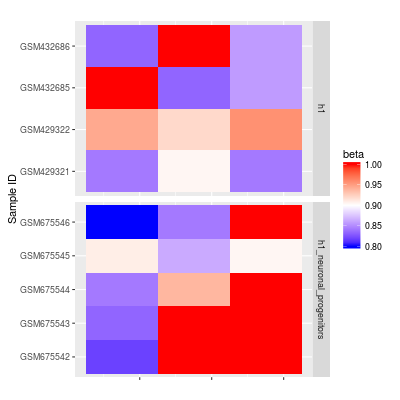 GSM432686
GSM432685
GSM429322
GSM429321
h1
GSM675546
GSM675545
GSM675544
GSM675543
GSM675542
h1_neuronal_progenitors
Sample ID
beta
1.00
0.95
0.90
0.85
0.80